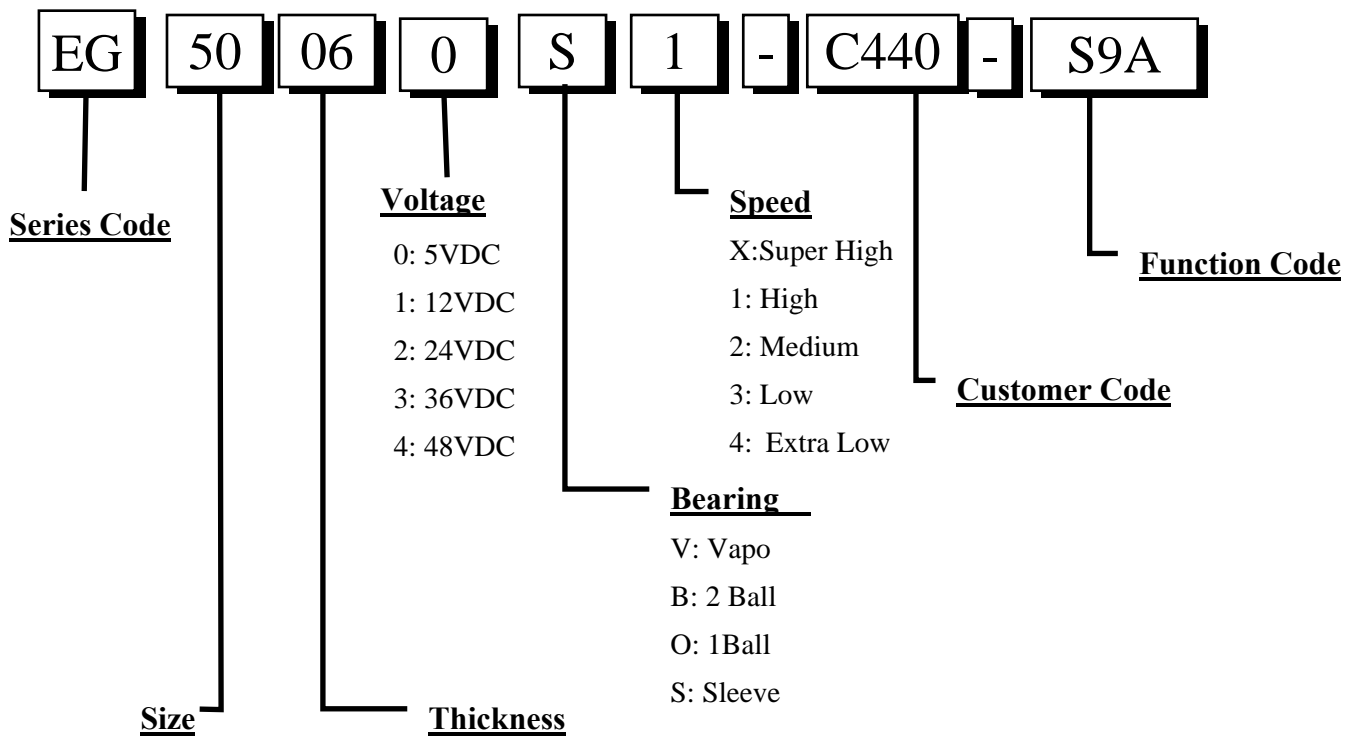 EG 50 06 0 S 1 - C440 - S9A
Series Code
Voltage
0: 5VDC
1: 12VDC
2: 24VDC
3: 36VDC
4: 48VDC
Speed
X:Super High
1: High
2: Medium
3: Low
4: Extra Low
Function Code
Customer Code
Bearing
V: Vapo
B: 2 Ball
O: 1Ball
S: Sleeve
Size
Thickness